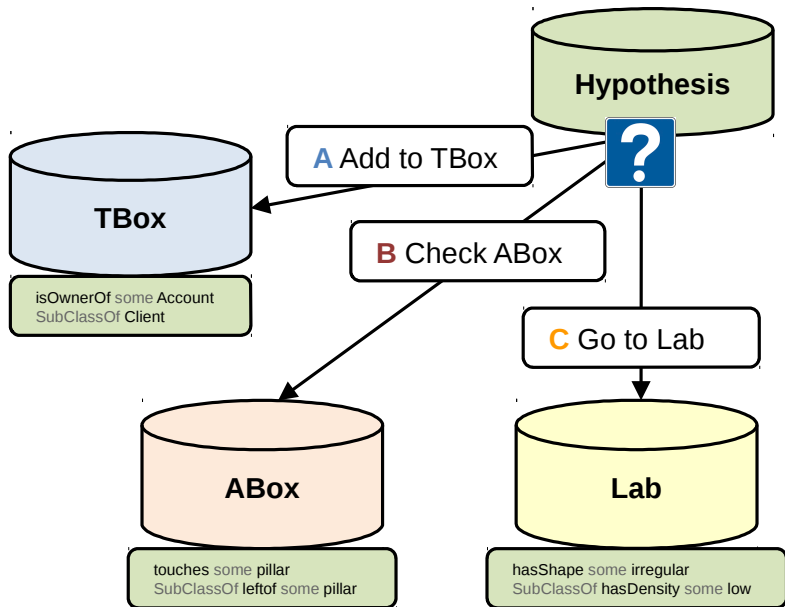 Hypothesis
?
A Add to TBox
TBox
B Check ABox
isOwnerOf some Account
SubClassOf Client
C Go to Lab
ABox
Lab
touches some pillar
SubClassOf leftof some pillar
hasShape some irregular
SubClassOf hasDensity some low